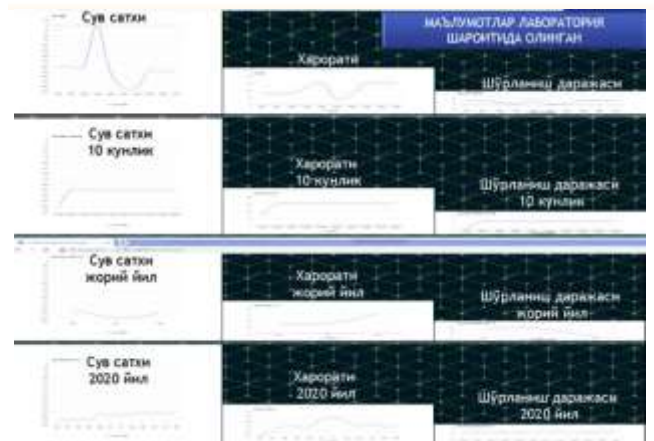 Сув сатхи
МАЪЛУМОТЛАР ЛАБОРАТОРИЯ
ШАРОИТИДА ОЛИНГАН
Харорати
Шўрланиш даражаси
Сув сатхи
10 кунлик
Харорати
10 кунлик
Шўрланиш даражаси
10 кунлик
Сув сатхи
жорий йил
Харорати
жорий йил
Шўрланиш даражаси
жорий йил
Сув сатхи
2020 йил
Харорати
2020 йил
Шўрланиш даражаси
2020 йил